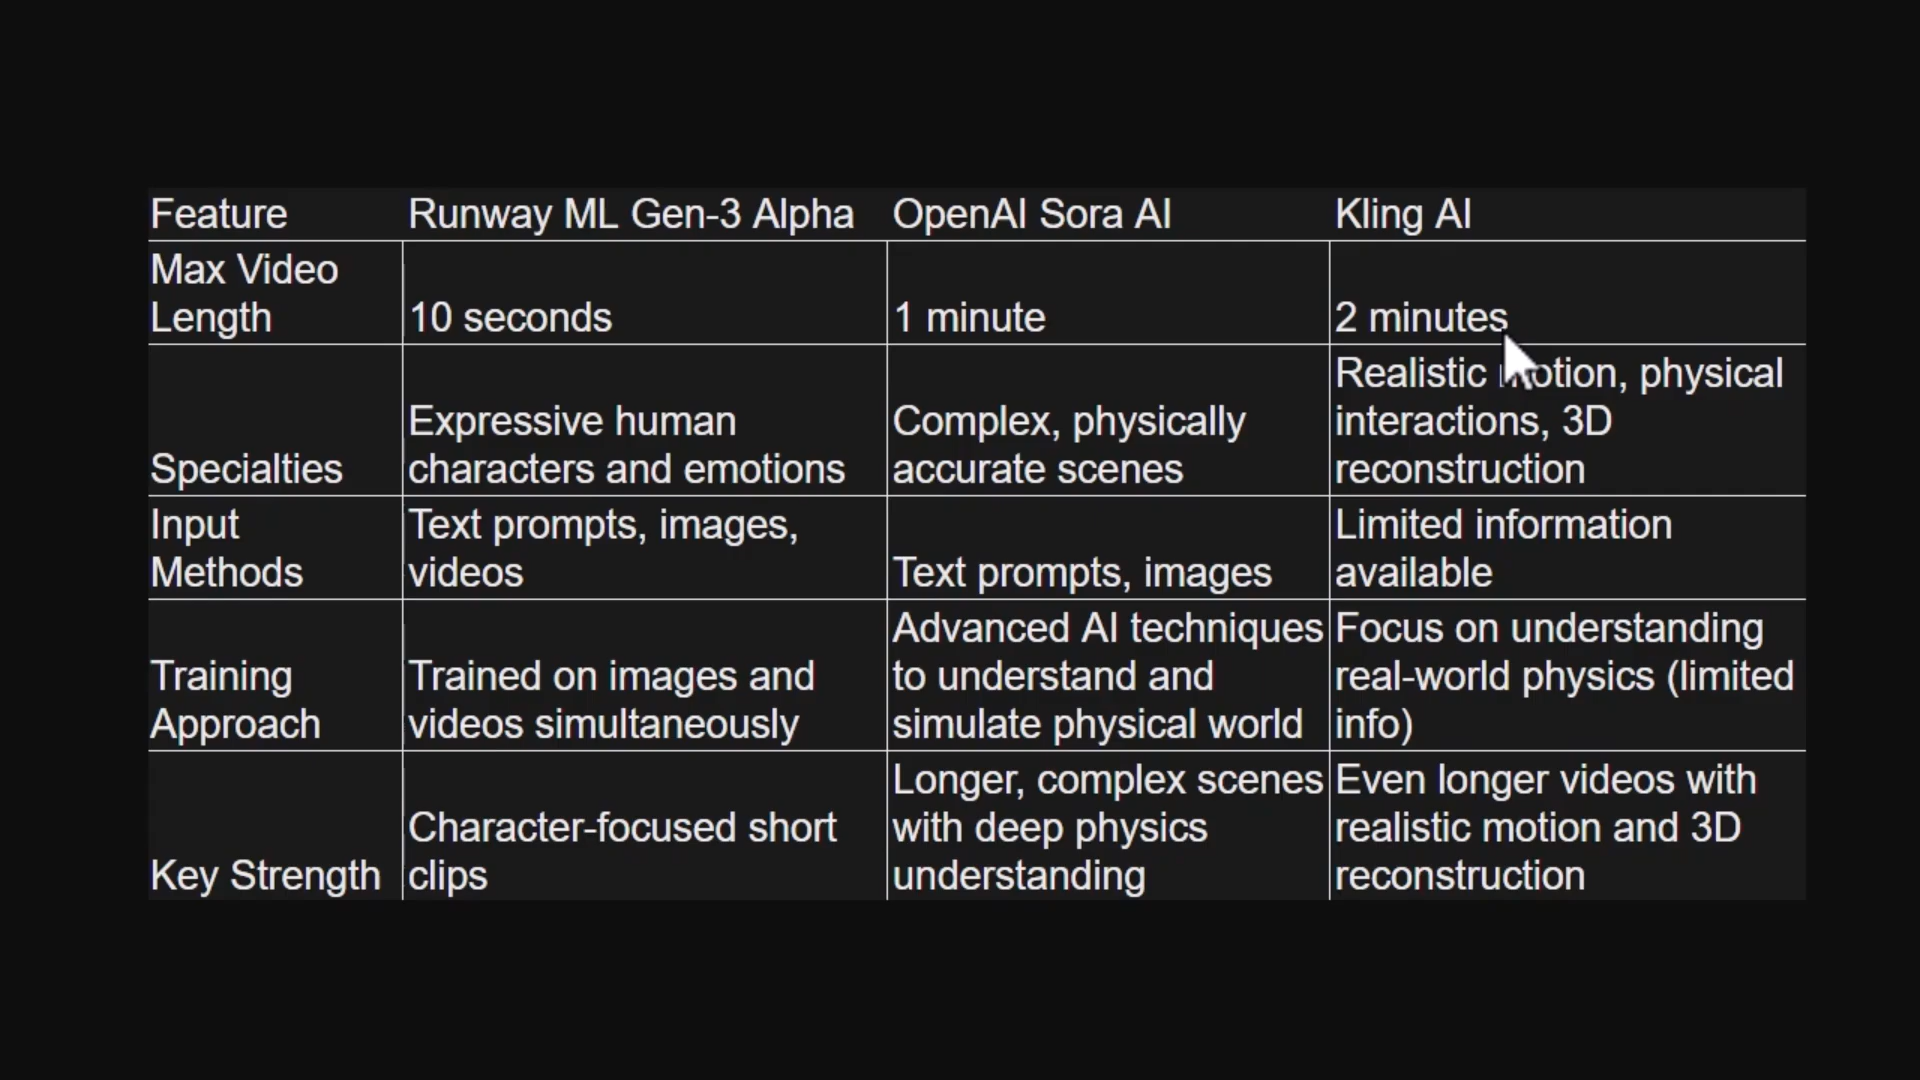 Feature Runway ML Gen-3 Alpha OpenAI Sora AI Kling AI
Max Video
Length 10 seconds 1 minute 2 minutes
Specialties
Expressive human
characters and emotions
Complex, physically
accurate scenes
Realistic motion, physical
interactions, 3D
reconstruction
Input
Methods
Text prompts, images,
videos
Text prompts, images
Limited information
available
Training
Approach
Trained on images and
videos simultaneously
Advanced AI techniques
to understand and
simulate physical world
Focus on understanding
real-world physics (limited
info)
Key Strength
Character-focused short
clips
Longer, complex scenes
with deep physics
understanding
Even longer videos with
realistic motion and 3D
reconstruction